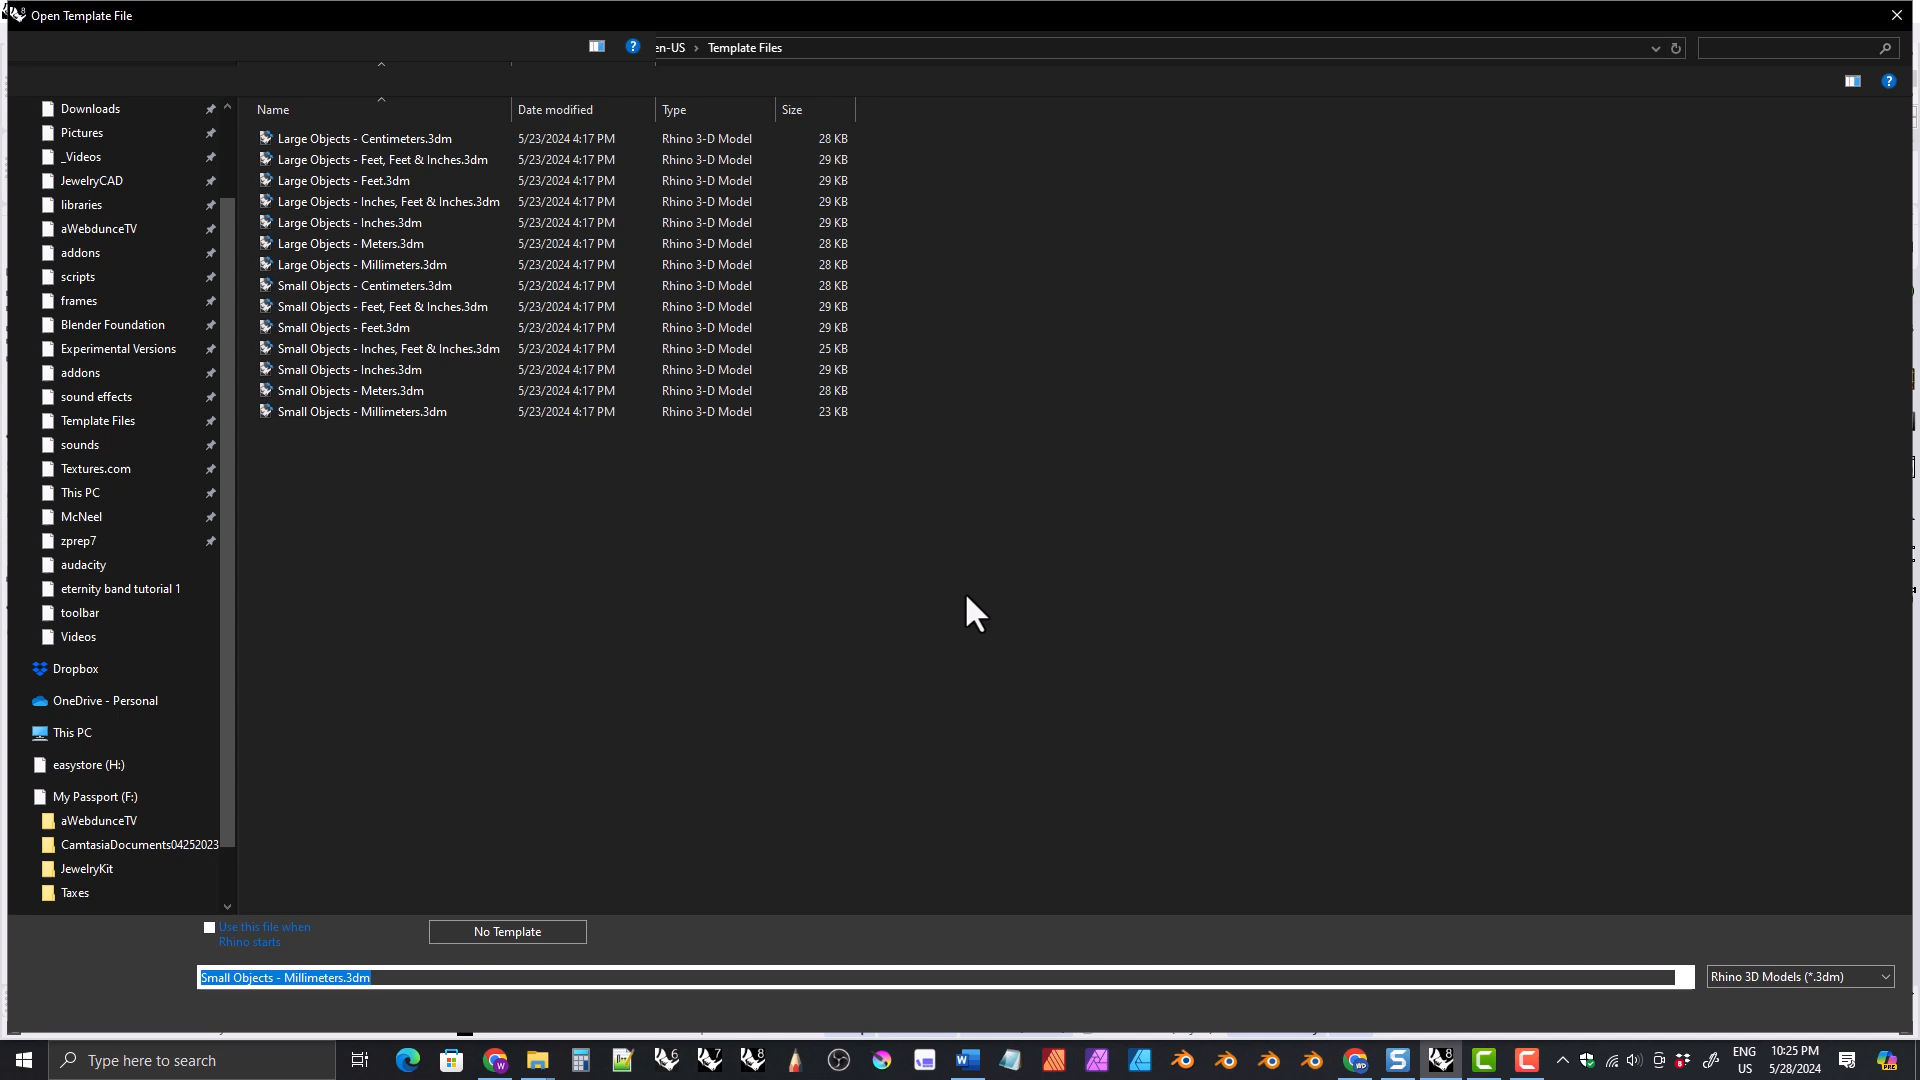 Open Template File
en-US › Template Files
Name
Date modified
Type
Size
Downloads
Pictures
_Videos
JewelryCAD
libraries
aWebdunceTV
addons
scripts
frames
Blender Foundation
Experimental Versions
addons
sound effects
Template Files
sounds
Textures.com
This PC
McNeel
zprep7
audacity
eternity band tutorial 1
toolbar
Videos
Dropbox
OneDrive - Personal
This PC
easystore (H:)
My Passport (F:)
aWebdunceTV
CamtasiaDocuments04252023
JewelryKit
Taxes
Large Objects - Centimeters.3dm 5/23/2024 4:17 PM Rhino 3-D Model 28 KB
Large Objects - Feet, Feet & Inches.3dm 5/23/2024 4:17 PM Rhino 3-D Model 29 KB
Large Objects - Feet.3dm 5/23/2024 4:17 PM Rhino 3-D Model 29 KB
Large Objects - Inches, Feet & Inches.3dm 5/23/2024 4:17 PM Rhino 3-D Model 29 KB
Large Objects - Inches.3dm 5/23/2024 4:17 PM Rhino 3-D Model 29 KB
Large Objects - Meters.3dm 5/23/2024 4:17 PM Rhino 3-D Model 28 KB
Large Objects - Millimeters.3dm 5/23/2024 4:17 PM Rhino 3-D Model 28 KB
Small Objects - Centimeters.3dm 5/23/2024 4:17 PM Rhino 3-D Model 28 KB
Small Objects - Feet, Feet & Inches.3dm 5/23/2024 4:17 PM Rhino 3-D Model 29 KB
Small Objects - Feet.3dm 5/23/2024 4:17 PM Rhino 3-D Model 29 KB
Small Objects - Inches, Feet & Inches.3dm 5/23/2024 4:17 PM Rhino 3-D Model 25 KB
Small Objects - Inches.3dm 5/23/2024 4:17 PM Rhino 3-D Model 29 KB
Small Objects - Meters.3dm 5/23/2024 4:17 PM Rhino 3-D Model 28 KB
Small Objects - Millimeters.3dm 5/23/2024 4:17 PM Rhino 3-D Model 23 KB
Use this file when
Rhino starts
No Template
Small Objects - Millimeters.3dm
Rhino 3D Models (*.3dm)
Type here to search
6
7
8
8
ENG
US
10:25 PM
5/28/2024